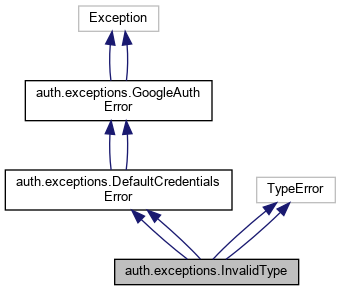 Exception
auth.exceptions.GoogleAuth
Error
auth.exceptions.DefaultCredentials
Error
TypeError
auth.exceptions.InvalidType